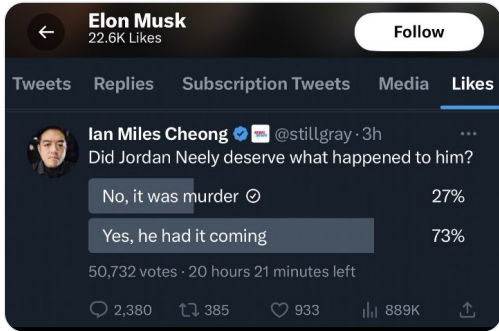 Elon Musk
22.6K Likes
Follow
Tweets Replies Subscription Tweets Media Likes
Ian Miles Cheong @stillgray · 3h
Did Jordan Neely deserve what happened to him?
No, it was murder 27%
Yes, he had it coming 73%
50,732 votes · 20 hours 21 minutes left
2,380 385 933 889K